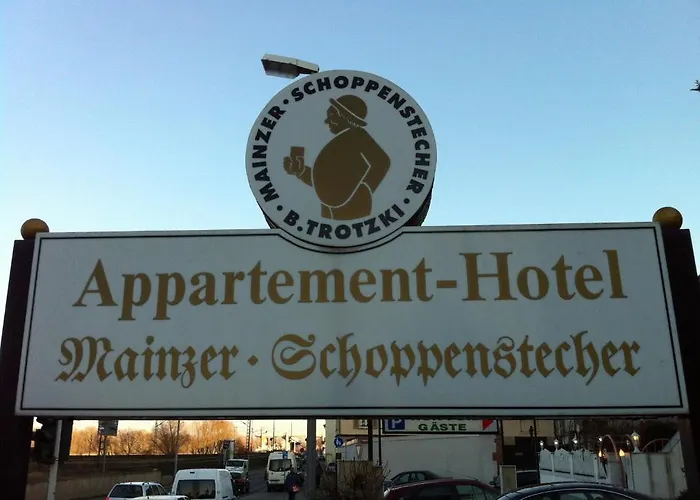 MAINZER · SCHOPPENSTECHER ·
B. TROTZKI ·
Appartement-Hotel
Mainzer · Schoppenstecher
P
GÄSTE